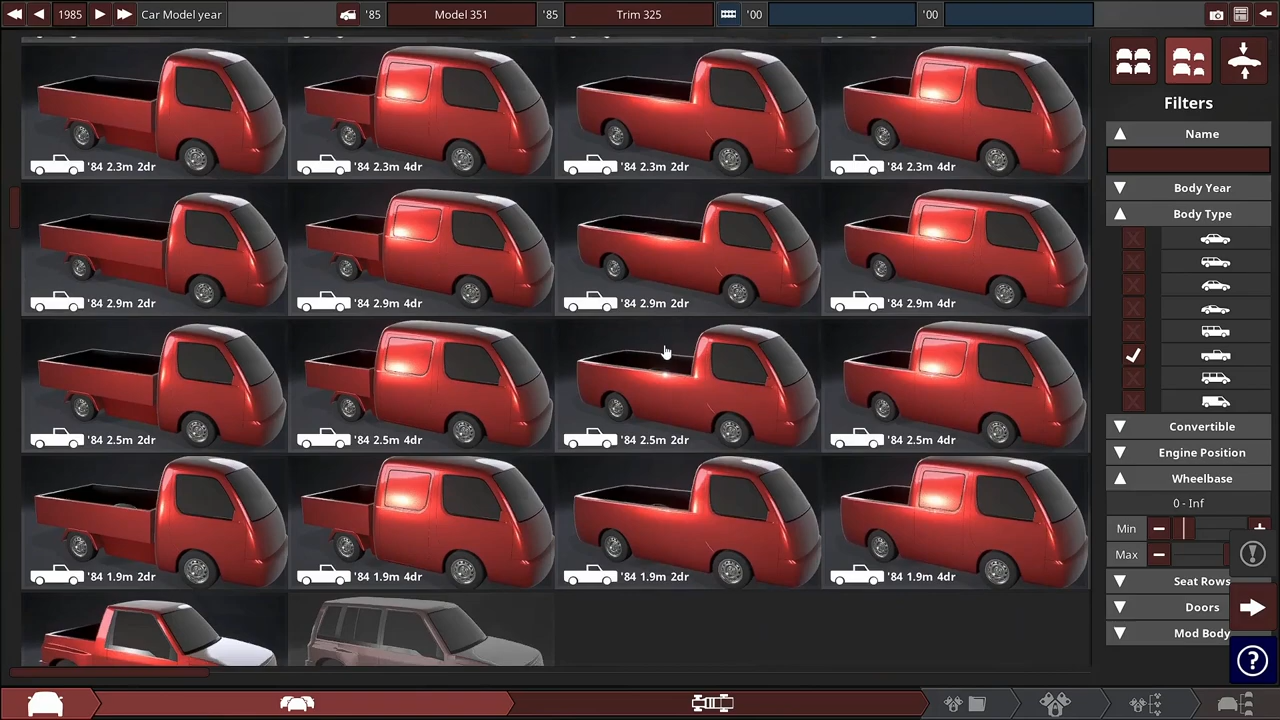 1985 Car Model year '85 Model 351 '85 Trim 325 '00 '00
Filters
Name
Body Year
Body Type
Convertible
Engine Position
Wheelbase
0 - Inf
Min
Max
Seat Rows
Doors
Mod Body
'84 2.3m 2dr '84 2.3m 4dr '84 2.3m 2dr '84 2.3m 4dr
'84 2.9m 2dr '84 2.9m 4dr '84 2.9m 2dr '84 2.9m 4dr
'84 2.5m 2dr '84 2.5m 4dr '84 2.5m 2dr '84 2.5m 4dr
'84 1.9m 2dr '84 1.9m 4dr '84 1.9m 2dr '84 1.9m 4dr